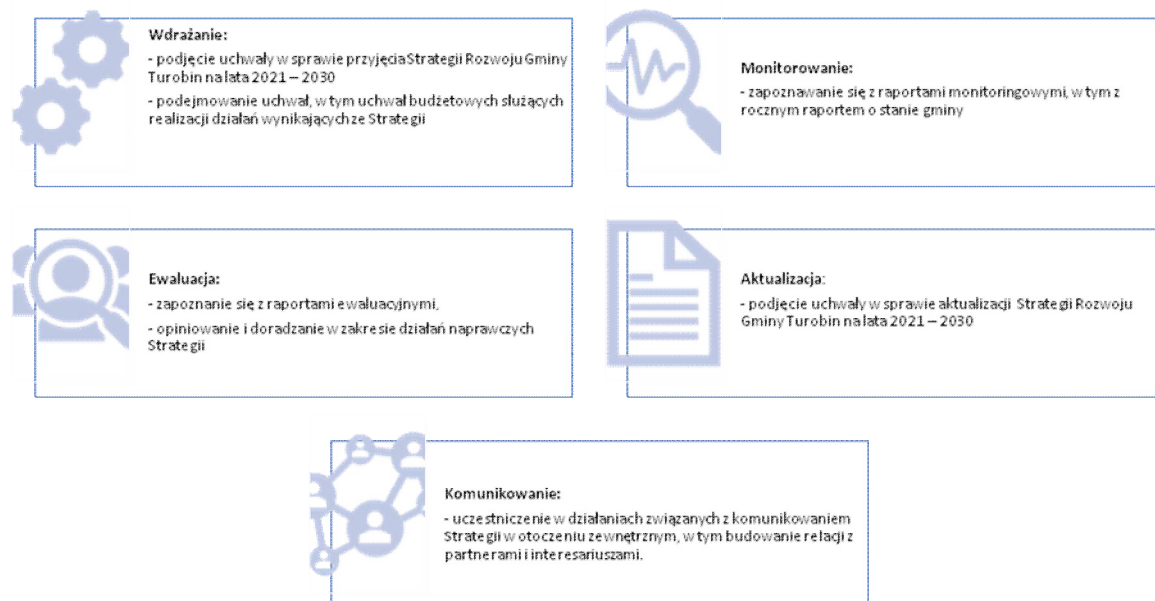 Wdrażanie:
- podjęcie uchwały w sprawie przyjęcia Strategii Rozwoju Gminy
Turobin na lata 2021 – 2030
- podejmowanie uchwał, w tym uchwał budżetowych służących
realizacji działań wynikających ze Strategii
Monitorowanie:
- zapoznawanie się z raportami monitoringowymi, w tym z
rocznym raportem o stanie gminy
Ewaluacja:
- zapoznanie się z raportami ewaluacyjnymi,
- opiniowanie i doradzanie w zakresie działań naprawczych
Strategii
Aktualizacja:
- podjęcie uchwały w sprawie aktualizacji Strategii Rozwoju
Gminy Turobin na lata 2021 – 2030
Komunikowanie:
- uczestniczenie w działaniach związanych z komunikowaniem
Strategii w otoczeniu zewnętrznym, w tym budowanie relacji z
partnerami i interesariuszami.